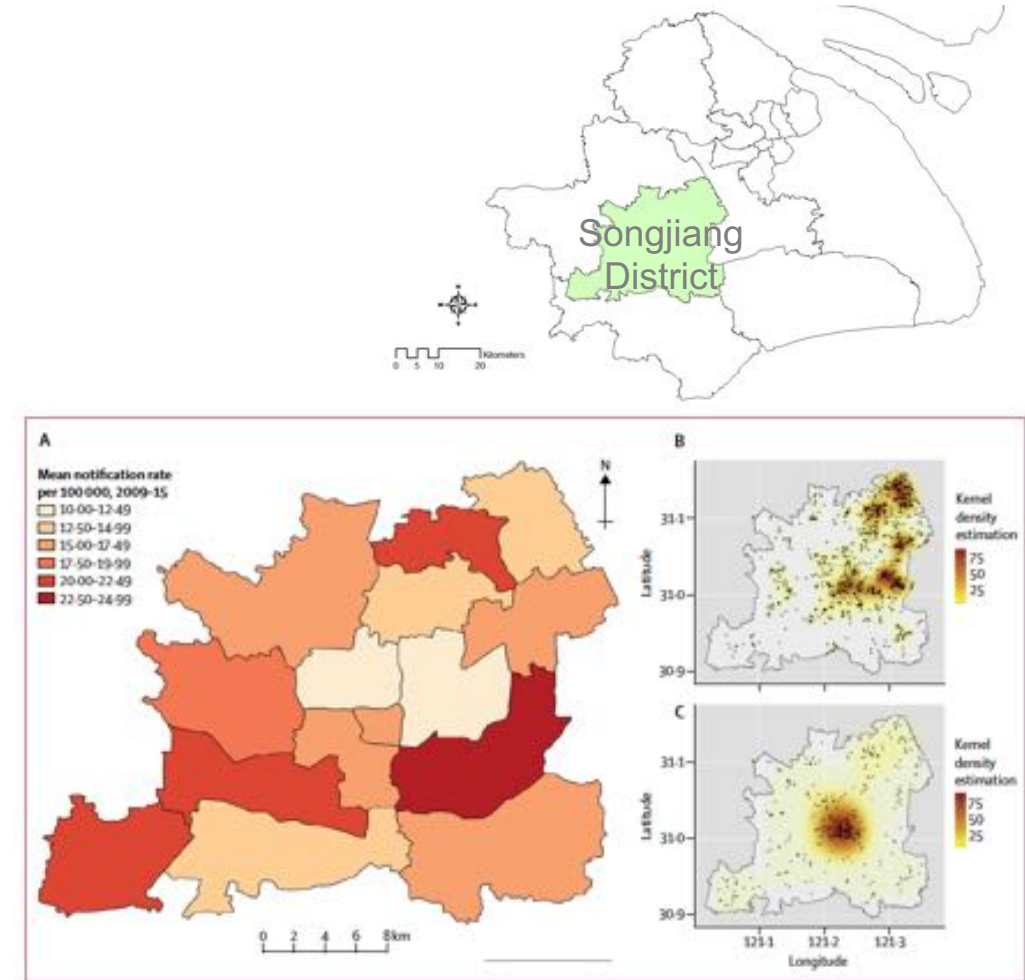 Songjiang
District
Kilometers
0 5 10 20
A
Mean notification rate
per 100 000, 2009–15
10·00–12·49
12·50–14·99
15·00–17·49
17·50–19·99
20·00–22·49
22·50–24·99
N
0 2 4 6 8km
B
31·1
31·0
30·9
Latitude
Kernel
density
estimation
75
50
25
C
31·1
31·0
30·9
Latitude
121·1 121·2 121·3
Longitude
Kernel
density
estimation
75
50
25